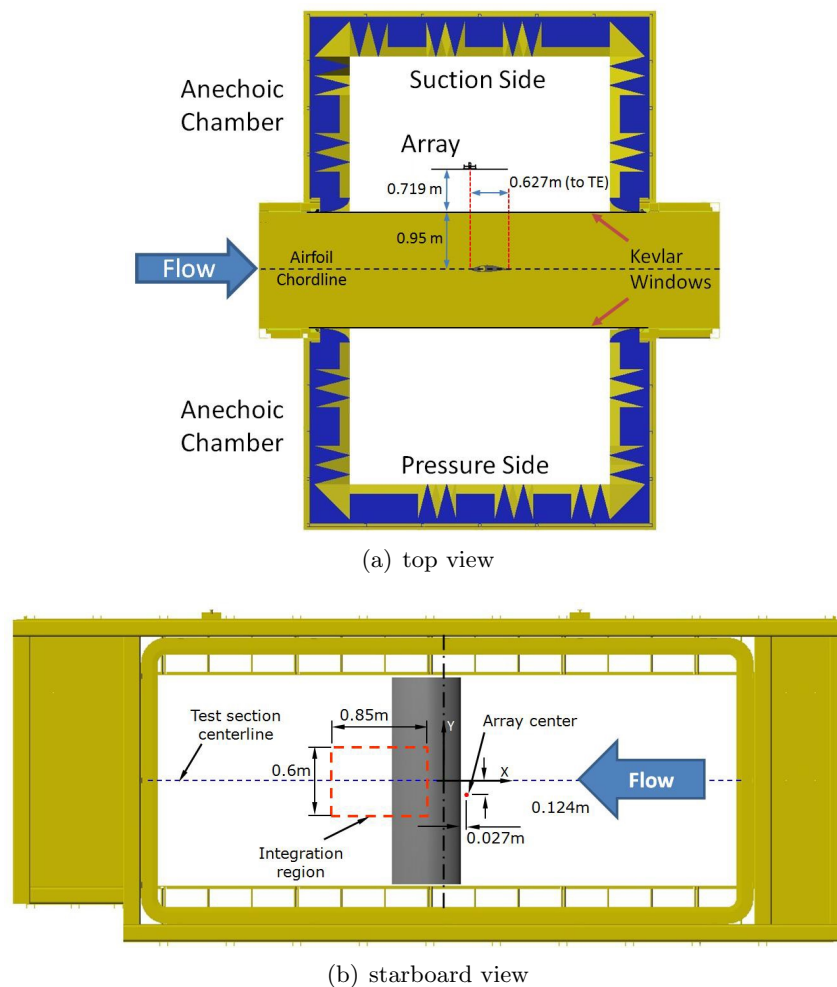 Suction Side
Anechoic
Chamber
Array
0.719 m
0.627m (to TE)
0.95 m
Flow
Airfoil
Chordline
Kevlar
Windows
Anechoic
Chamber
Pressure Side
(a) top view
Test section
centerline
0.85m
Array center
Y
0.6m
X
Flow
0.124m
0.027m
Integration
region
(b) starboard view